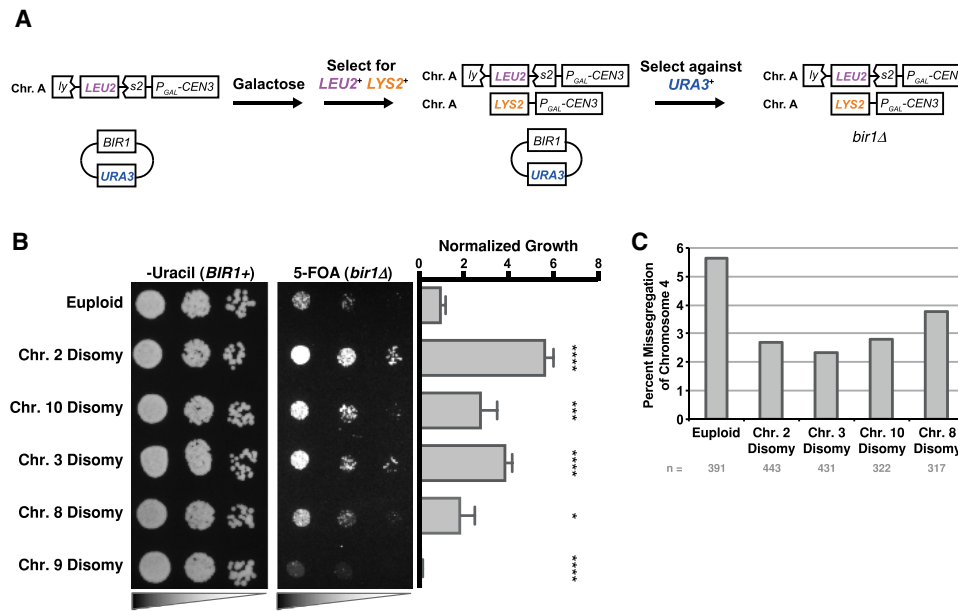 A
Chr. A
ly
LEU2
s2
PGAL-CEN3
BIR1
URA3
Galactose
Select for
LEU2+ LYS2+
Chr. A
ly
LEU2
s2
PGAL-CEN3
Chr. A
LYS2
PGAL-CEN3
BIR1
URA3
Select against
URA3+
Chr. A
ly
LEU2
s2
PGAL-CEN3
Chr. A
LYS2
PGAL-CEN3
bir1Δ
B
-Uracil (BIR1+)
5-FOA (bir1Δ)
Normalized Growth
0 2 4 6 8
Euploid
Chr. 2 Disomy
****
Chr. 10 Disomy
***
Chr. 3 Disomy
****
Chr. 8 Disomy
*
Chr. 9 Disomy
****
C
Percent Missegregation
of Chromosome 4
6
5
4
3
2
1
0
Euploid
Chr. 2
Disomy
Chr. 3
Disomy
Chr. 10
Disomy
Chr. 8
Disomy
n = 391 443 431 322 317